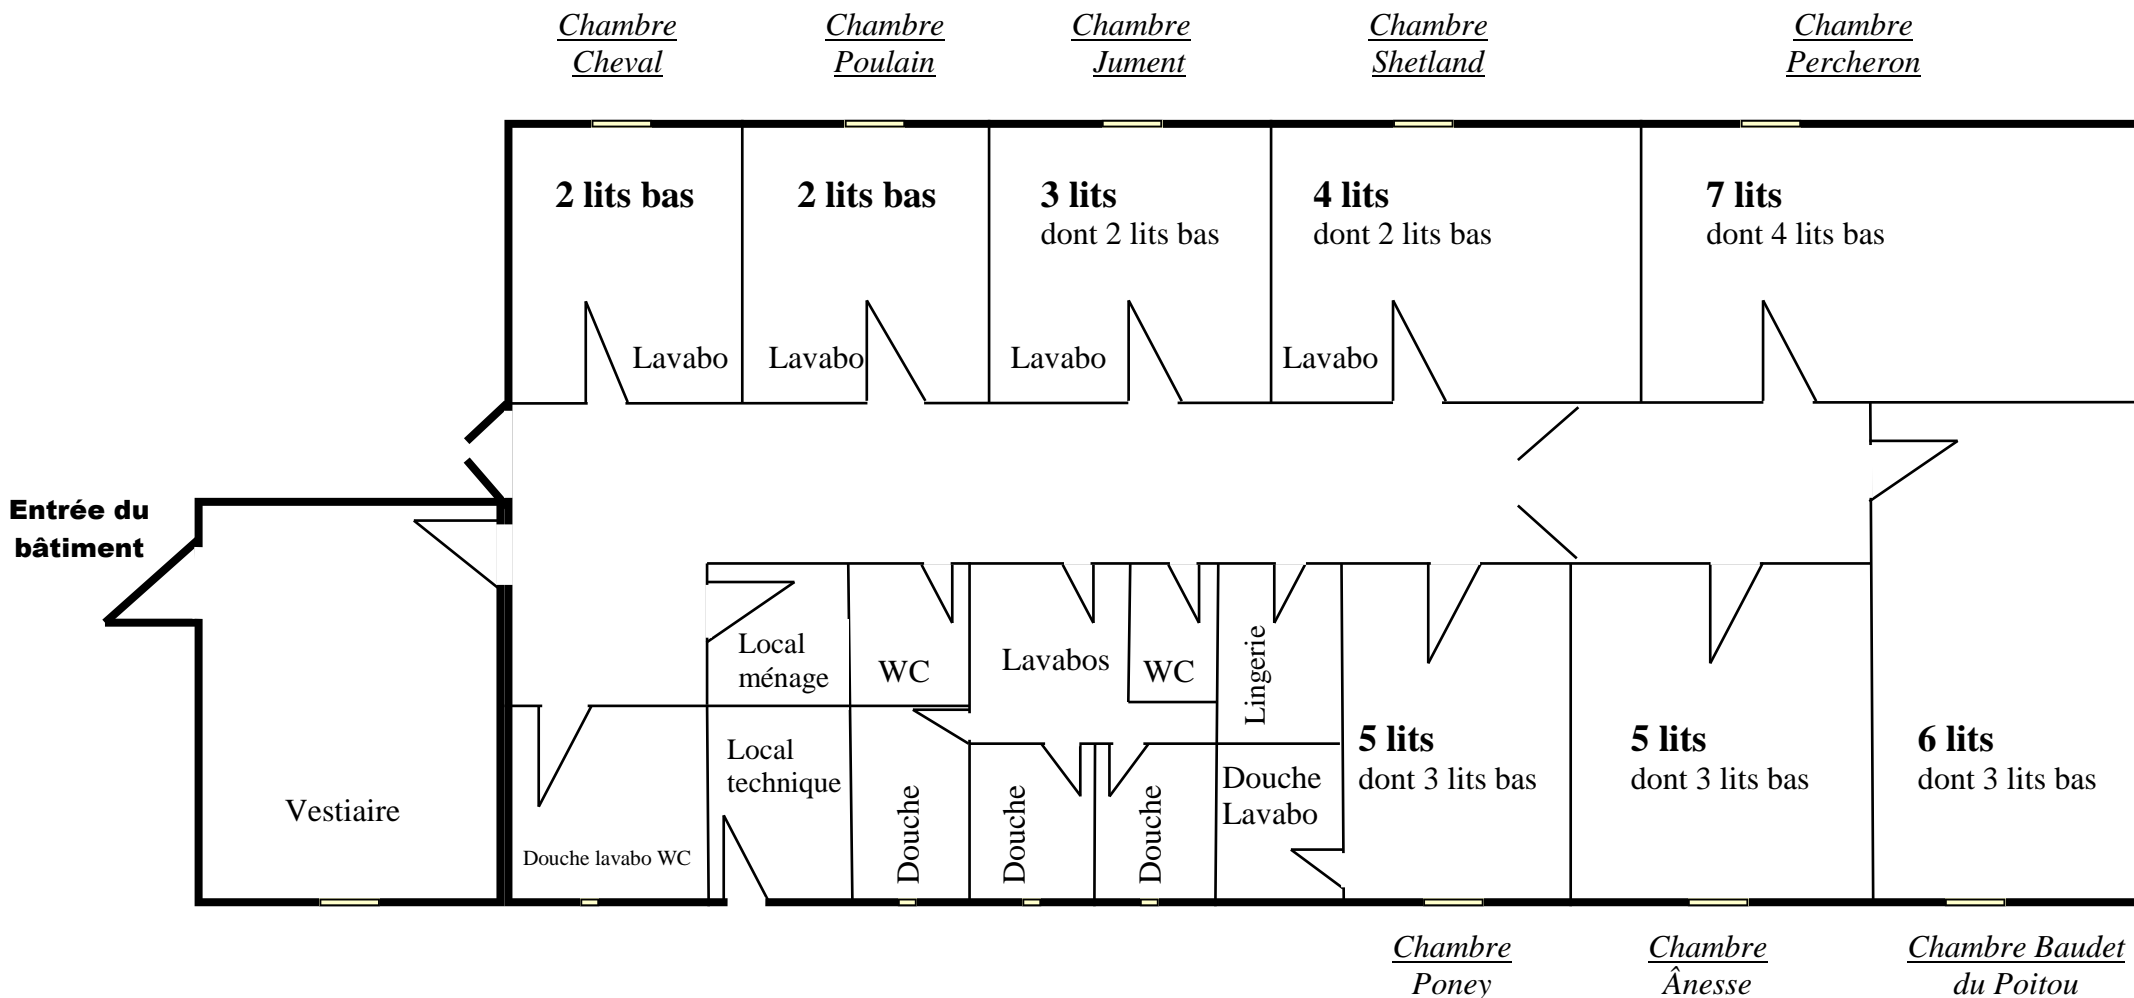 Chambre
Cheval
Chambre
Poulain
Chambre
Jument
Chambre
Shetland
Chambre
Percheron
2 lits bas
2 lits bas
3 lits
dont 2 lits bas
4 lits
dont 2 lits bas
7 lits
dont 4 lits bas
Lavabo
Lavabo
Lavabo
Lavabo
Entrée du
bâtiment
Local
ménage
WC
Lavabos
WC
Lingerie
Local
technique
Vestiaire
Douche lavabo WC
Douche
Douche
Douche
Douche
Lavabo
5 lits
dont 3 lits bas
5 lits
dont 3 lits bas
6 lits
dont 3 lits bas
Chambre
Poney
Chambre
Ânesse
Chambre Baudet
du Poitou